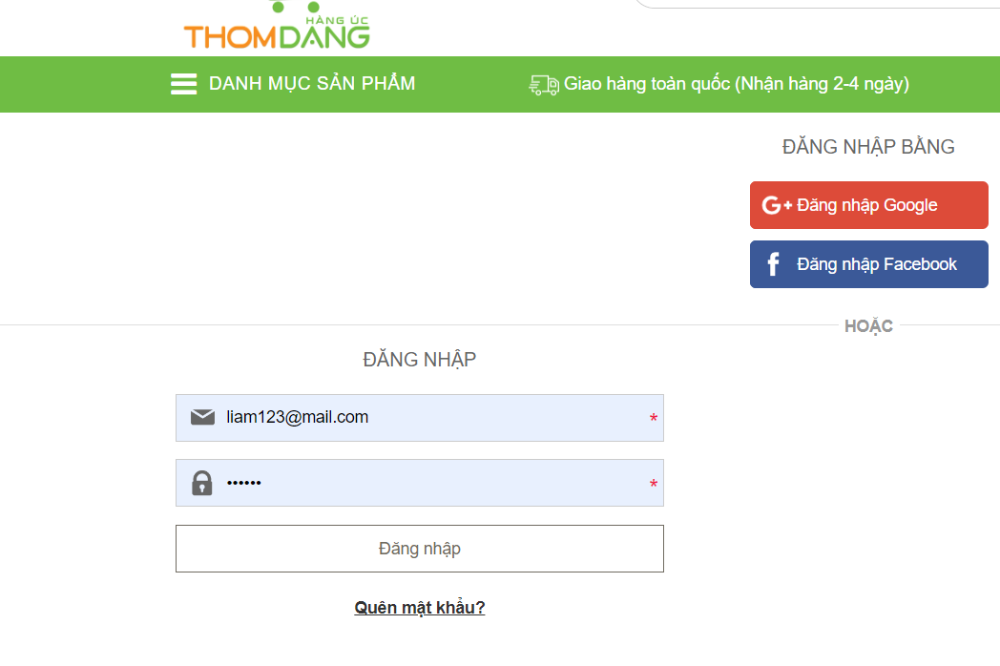 HÀNG ÚC
THOMDANG
DANH MỤC SẢN PHẨM
Giao hàng toàn quốc (Nhận hàng 2-4 ngày)
ĐĂNG NHẬP BẰNG
G+ Đăng nhập Google
f Đăng nhập Facebook
HOẶC
ĐĂNG NHẬP
liam123@mail.com *
•••••• *
Đăng nhập
Quên mật khẩu?